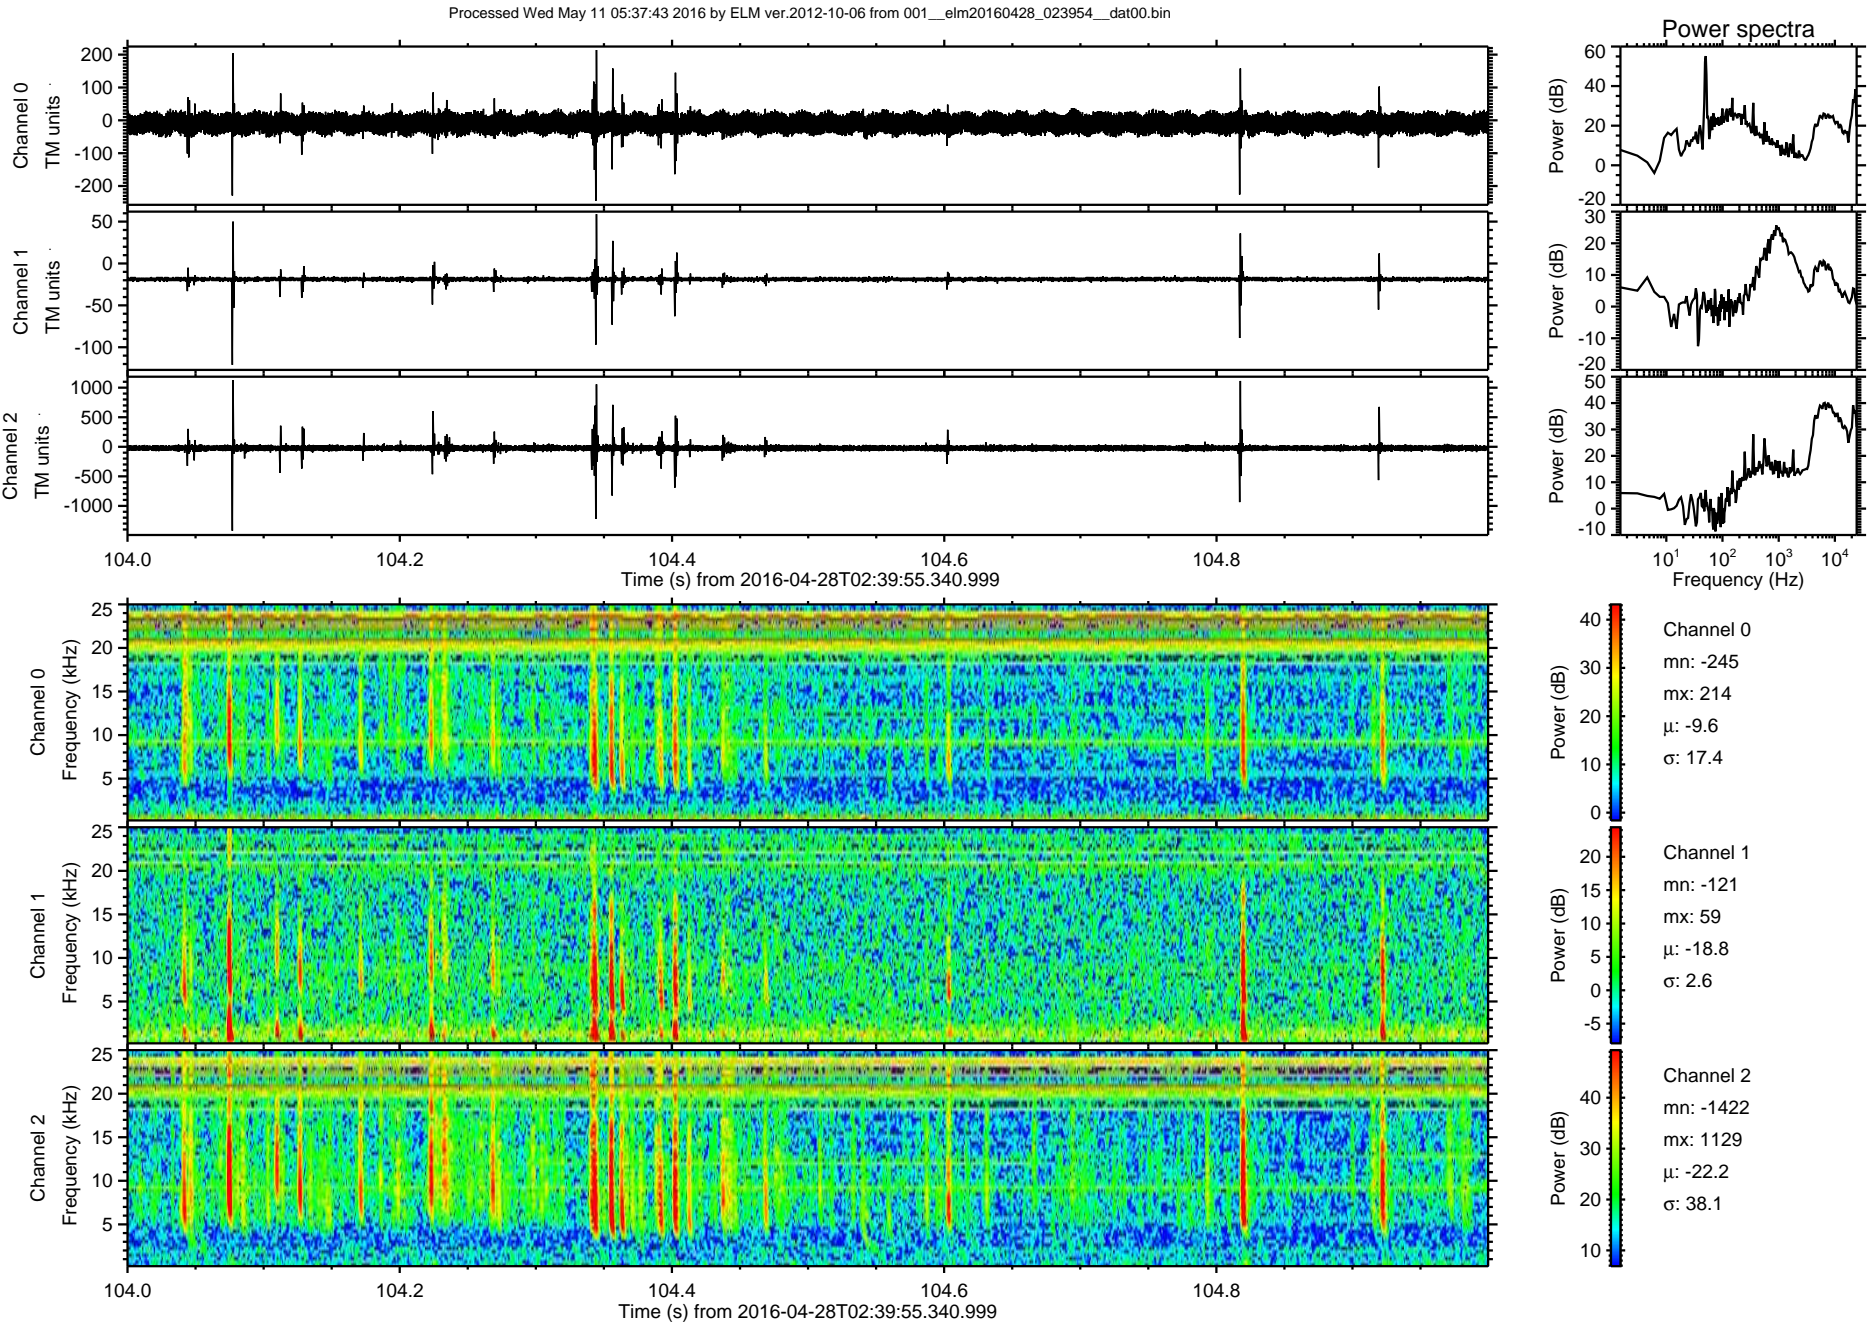 Processed Wed May 11 05:37:43 2016 by ELM ver.2012-10-06 from 001__elm20160428_023954__dat00.bin
Power spectra
Channel 0
TM units
200
100
0
-100
-200
Power (dB)
60
40
20
0
-20
Channel 1
TM units
50
0
-50
-100
Power (dB)
30
20
10
0
-10
-20
Channel 2
TM units
1000
500
0
-500
-1000
Power (dB)
50
40
30
20
10
0
-10
104.0 104.2 104.4 104.6 104.8
Time (s) from 2016-04-28T02:39:55.340.999
10^1 10^2 10^3 10^4
Frequency (Hz)
Channel 0
Frequency (kHz)
25
20
15
10
5
Power (dB)
40
30
20
10
0
Channel 0
mn: -245
mx: 214
μ: -9.6
σ: 17.4
Channel 1
Frequency (kHz)
25
20
15
10
5
Power (dB)
20
15
10
5
0
-5
Channel 1
mn: -121
mx: 59
μ: -18.8
σ: 2.6
Channel 2
Frequency (kHz)
25
20
15
10
5
Power (dB)
40
30
20
10
Channel 2
mn: -1422
mx: 1129
μ: -22.2
σ: 38.1
104.0 104.2 104.4 104.6 104.8
Time (s) from 2016-04-28T02:39:55.340.999